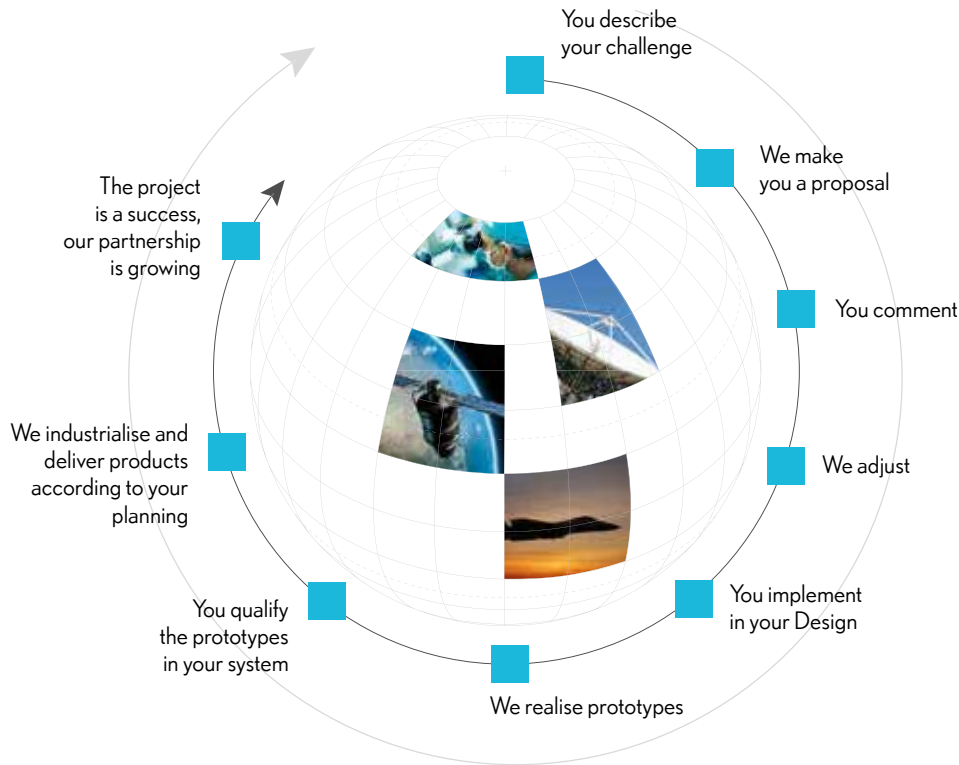 You describe
your challenge
We make
you a proposal
You comment
We adjust
You implement
in your Design
We realise prototypes
You qualify
the prototypes
in your system
We industrialise and
deliver products
according to your
planning
The project
is a success,
our partnership
is growing